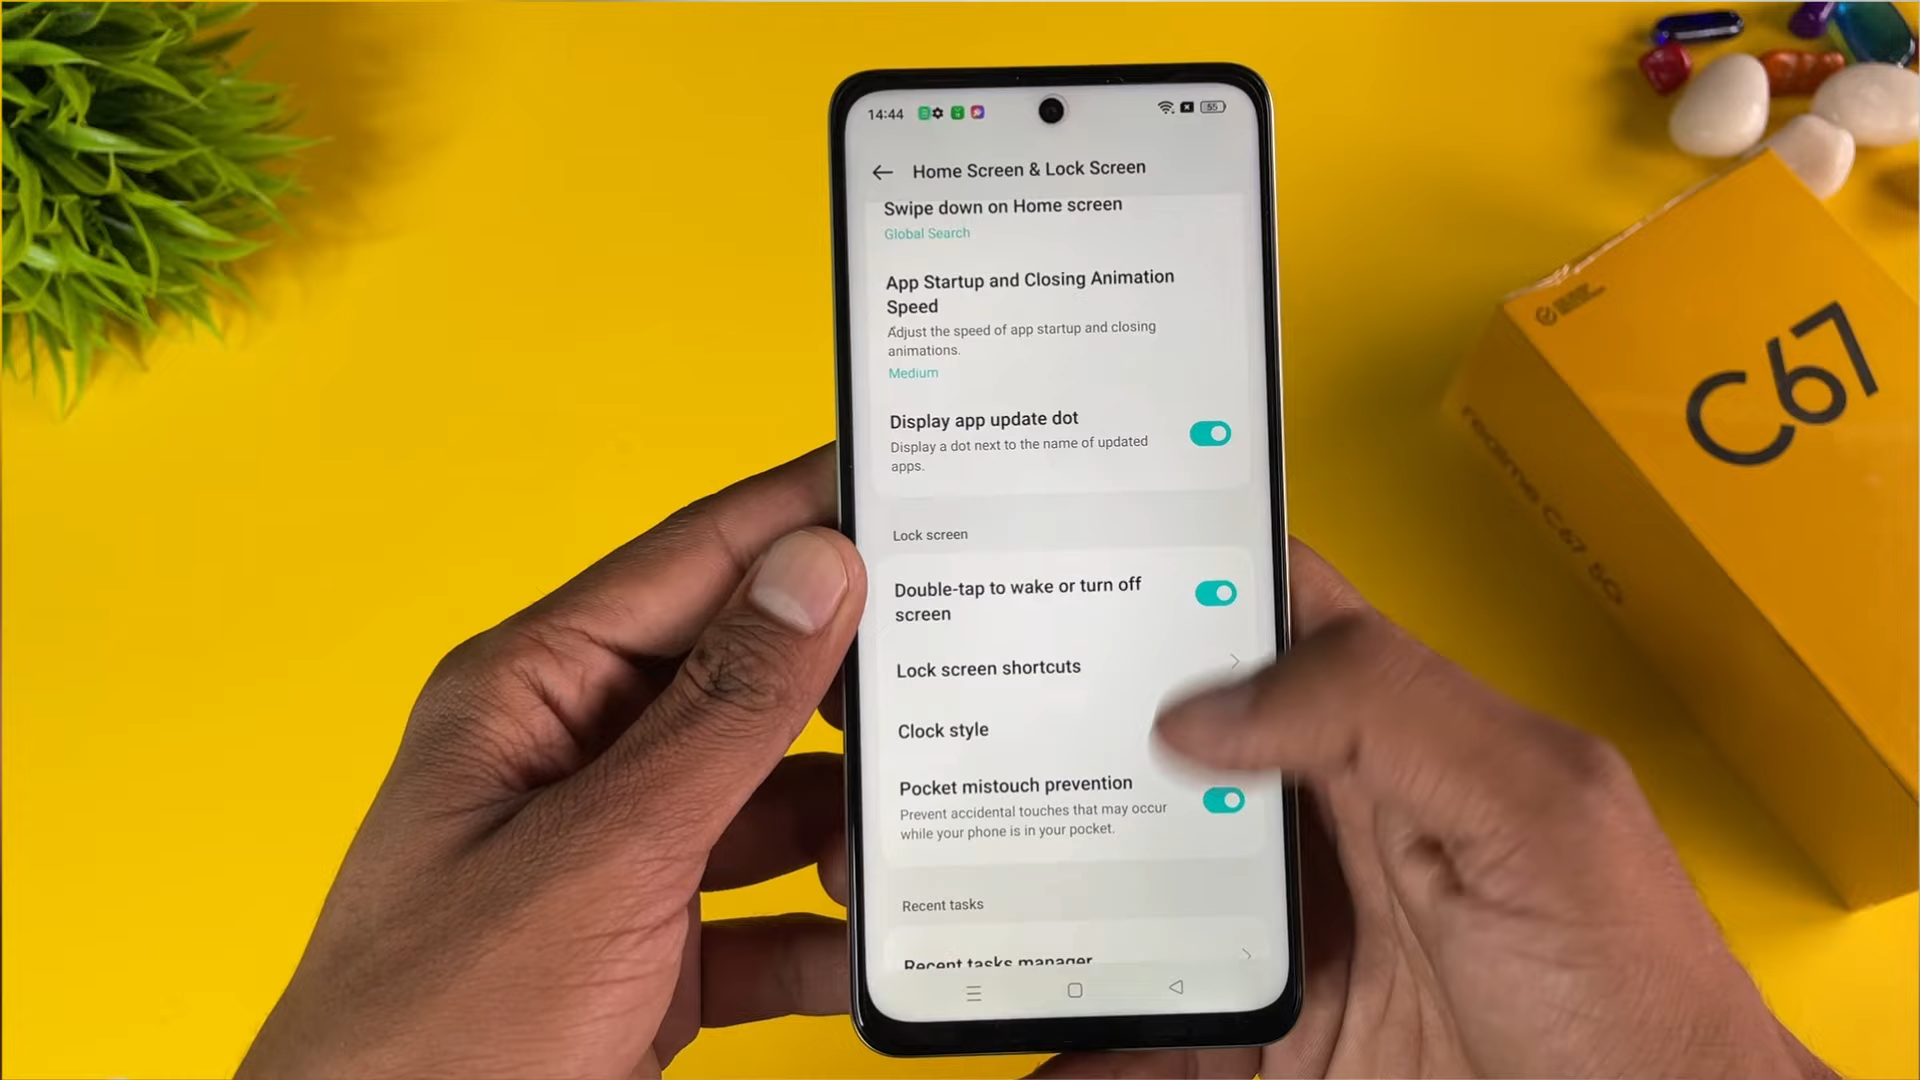 14:44
55
Home Screen & Lock Screen
Swipe down on Home screen
Global Search
App Startup and Closing Animation
Speed
Adjust the speed of app startup and closing
animations.
Medium
Display app update dot
Display a dot next to the name of updated
apps.
Lock screen
Double-tap to wake or turn off
screen
Lock screen shortcuts
Clock style
Pocket mistouch prevention
Prevent accidental touches that may occur
while your phone is in your pocket.
Recent tasks
Recent tasks manager
C67
realme C67 5G